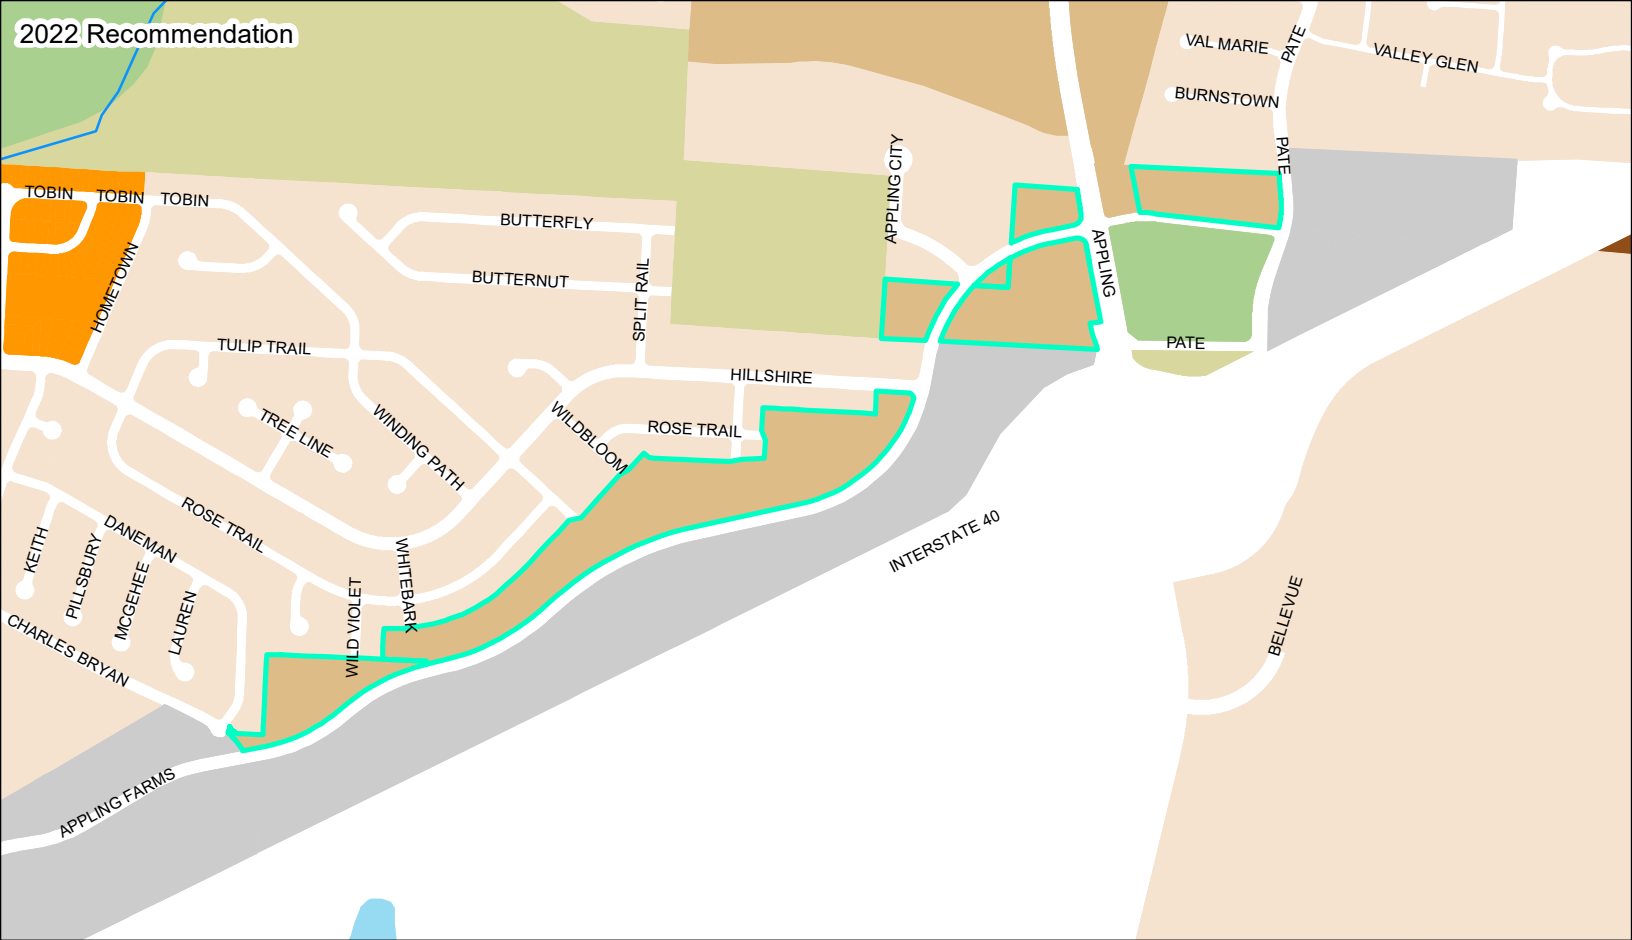 2022 Recommendation
VAL MARIE
PATE
VALLEY GLEN
BURNSTOWN
PATE
APPLING CITY
TOBIN
TOBIN
TOBIN
BUTTERFLY
HOMETOWN
BUTTERNUT
SPLIT RAIL
APPLING
PATE
TULIP TRAIL
HILLSHIRE
TREE LINE
WINDING PATH
WILDBLOOM
ROSE TRAIL
ROSE TRAIL
DANEMAN
KEITH
PILLSBURY
MCGEHEE
LAUREN
WHITEBARK
WILD VIOLET
INTERSTATE 40
BELLEVUE
CHARLES BRYAN
APPLING FARMS